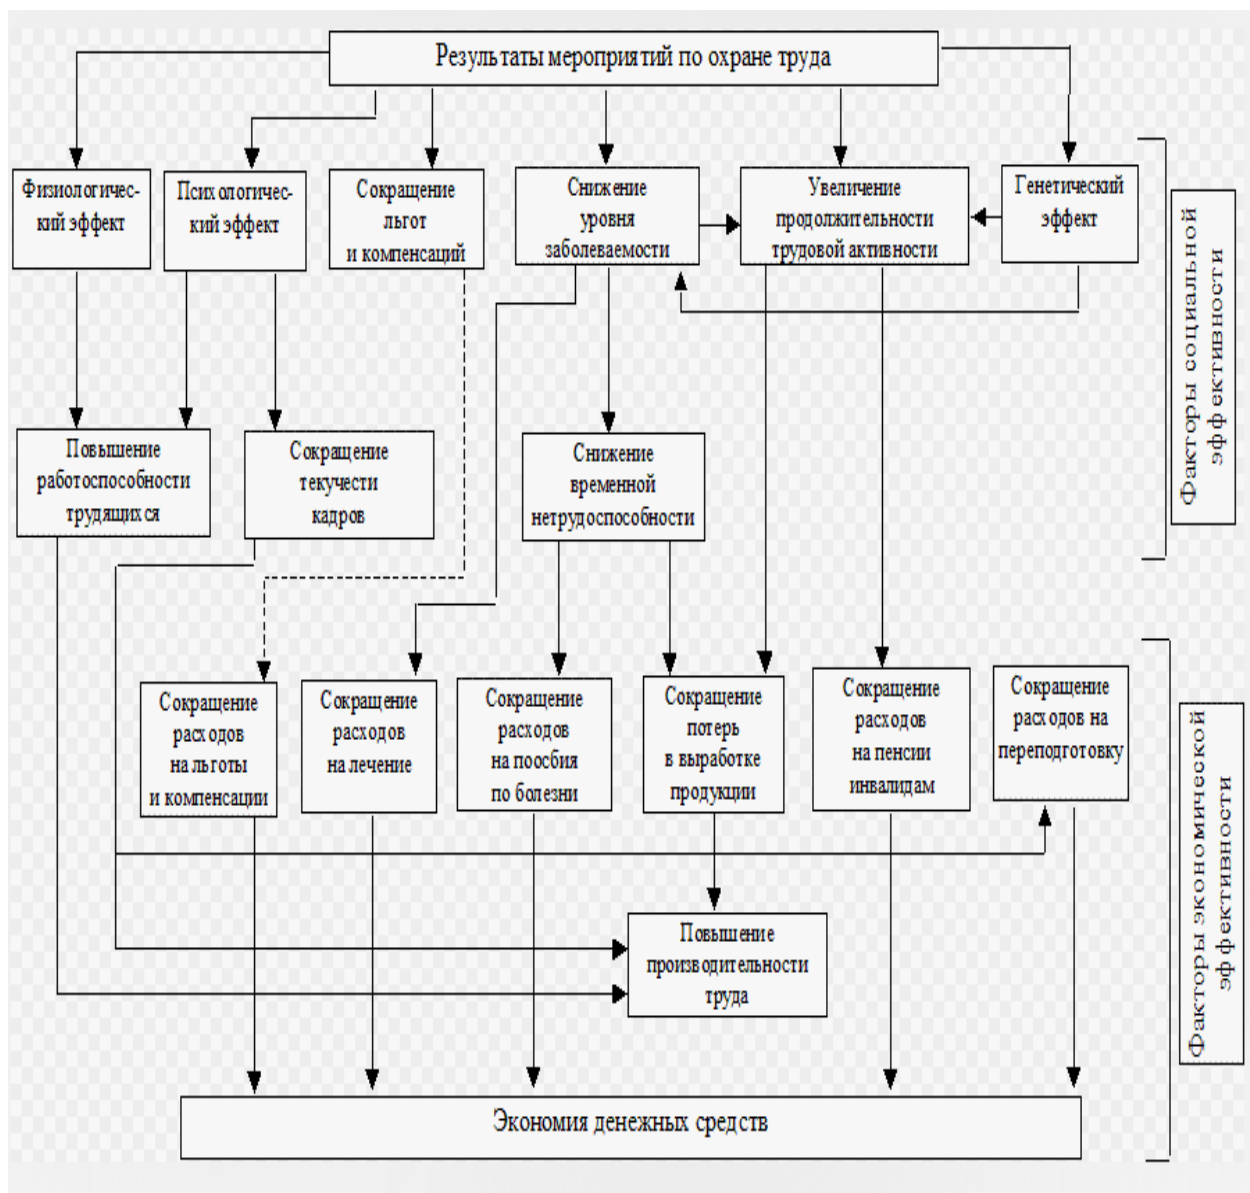 Результаты мероприятий по охране труда
Физиологичес-
кий эффект
Психологичес-
кий эффект
Сокращение
льгот
и компенсаций
Снижение
уровня
заболеваемости
Увеличение
продолжительности
трудовой активности
Генетический
эффект
Факторы социальной
эффективности
Повышение
работоспособности
трудящихся
Сокращение
текучести
кадров
Снижение
временной
нетрудоспособности
Сокращение
расходов
на льготы
и компенсации
Сокращение
расходов
на лечение
Сокращение
расходов
на поосбия
по болезни
Сокращение
потерь
в выработке
продукции
Сокращение
расходов
на пенсии
инвалидам
Сокращение
расходов на
переподготовку
Факторы экономической
эффективности
Повышение
производительности
труда
Экономия денежных средств